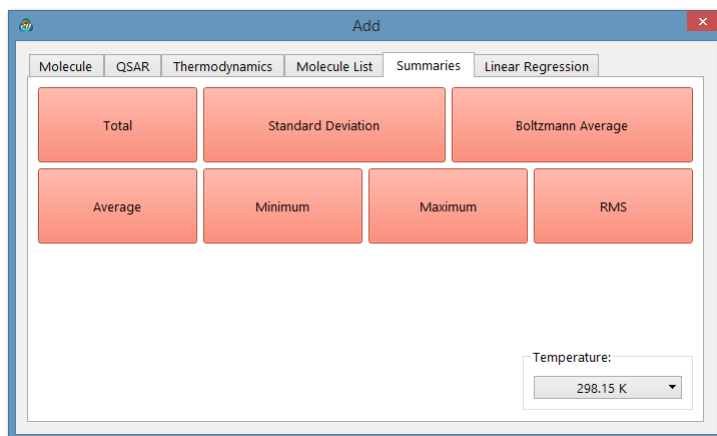 Add
Molecule QSAR Thermodynamics Molecule List Summaries Linear Regression
Total Standard Deviation Boltzmann Average
Average Minimum Maximum RMS
Temperature:
298.15 K